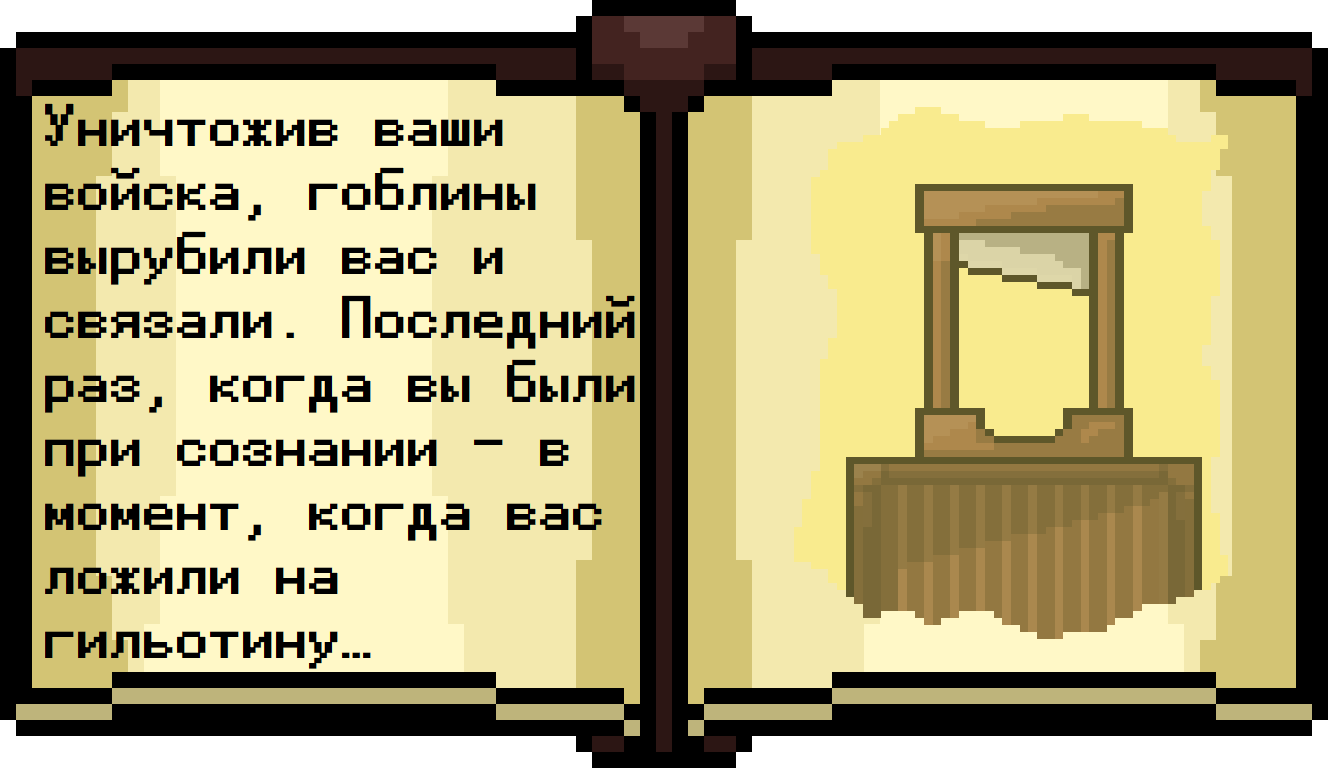 Уничтожив ваши
войска, гоблины
вырубили вас и
связали. Последний
раз, когда вы были
при сознании – в
момент, когда вас
ложили на
гильотину…